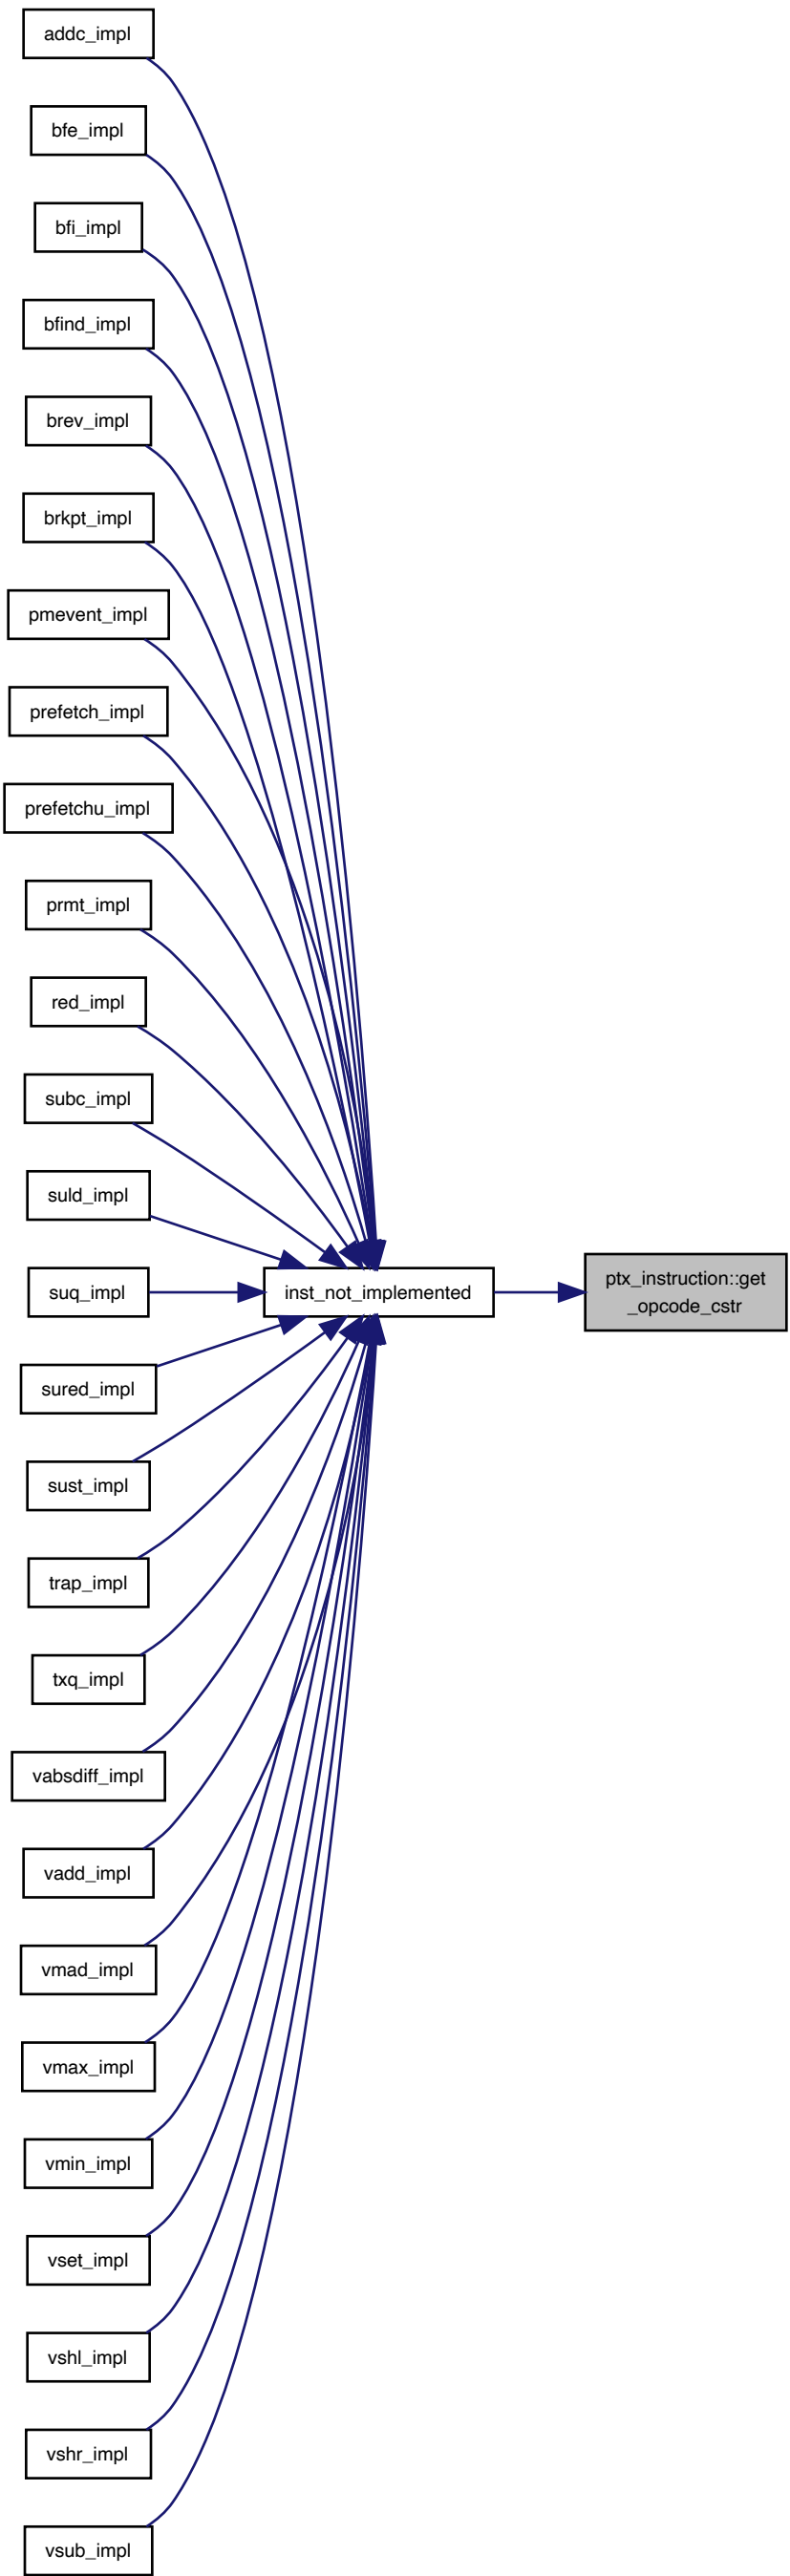 addc_impl
bfe_impl
bfi_impl
bfind_impl
brev_impl
brkpt_impl
pmevent_impl
prefetch_impl
prefetchu_impl
prmt_impl
red_impl
subc_impl
suld_impl
suq_impl
sured_impl
sust_impl
trap_impl
txq_impl
vabsdiff_impl
vadd_impl
vmad_impl
vmax_impl
vmin_impl
vset_impl
vshl_impl
vshr_impl
vsub_impl
inst_not_implemented
ptx_instruction::get
_opcode_cstr